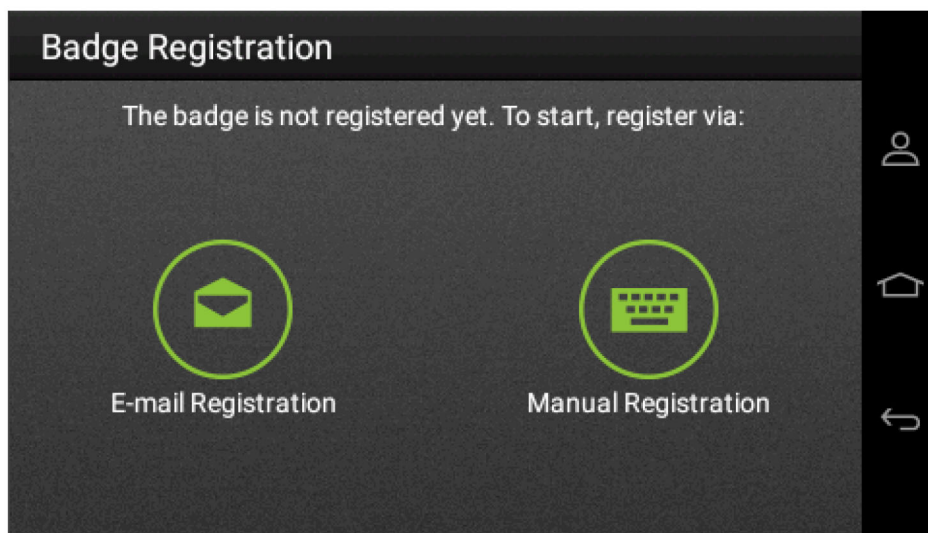 Badge Registration
The badge is not registered yet. To start, register via:
E-mail Registration
Manual Registration